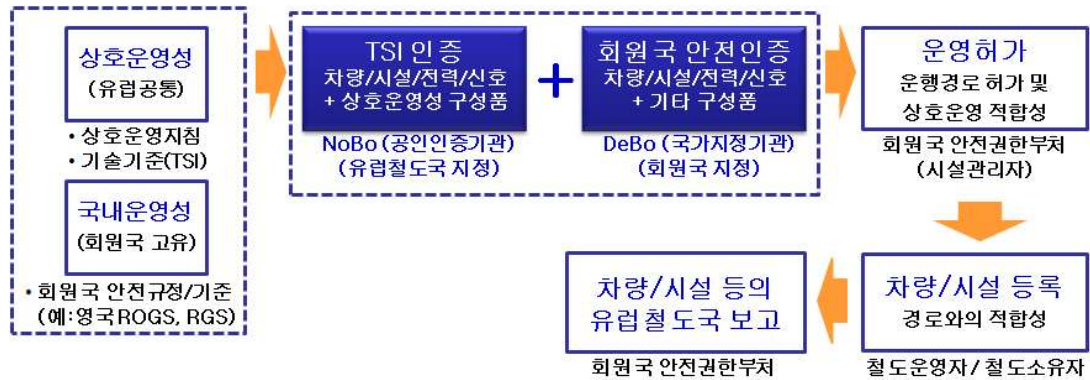 상호운영성
(유럽공통)
• 상호운영지침
• 기술기준(TSI)
국내운영성
(회원국 고유)
• 회원국 안전규정/기준
(예:영국ROGS, RGS)
TSI 인증
차량/시설/전력/신호
+ 상호운영성 구성품
NoBo (공인인증기관)
(유럽철도국 지정)
+
회원국 안전인증
차량/시설/전력/신호
+ 기타 구성품
DeBo (국가지정기관)
(회원국 지정)
운영허가
운행경로 허가 및
상호운영 적합성
회원국 안전권한부처
(시설관리자)
차량/시설 등록
경로와의 적합성
철도운영자 / 철도소유자
차량/시설 등의
유럽철도국 보고
회원국 안전권한부처